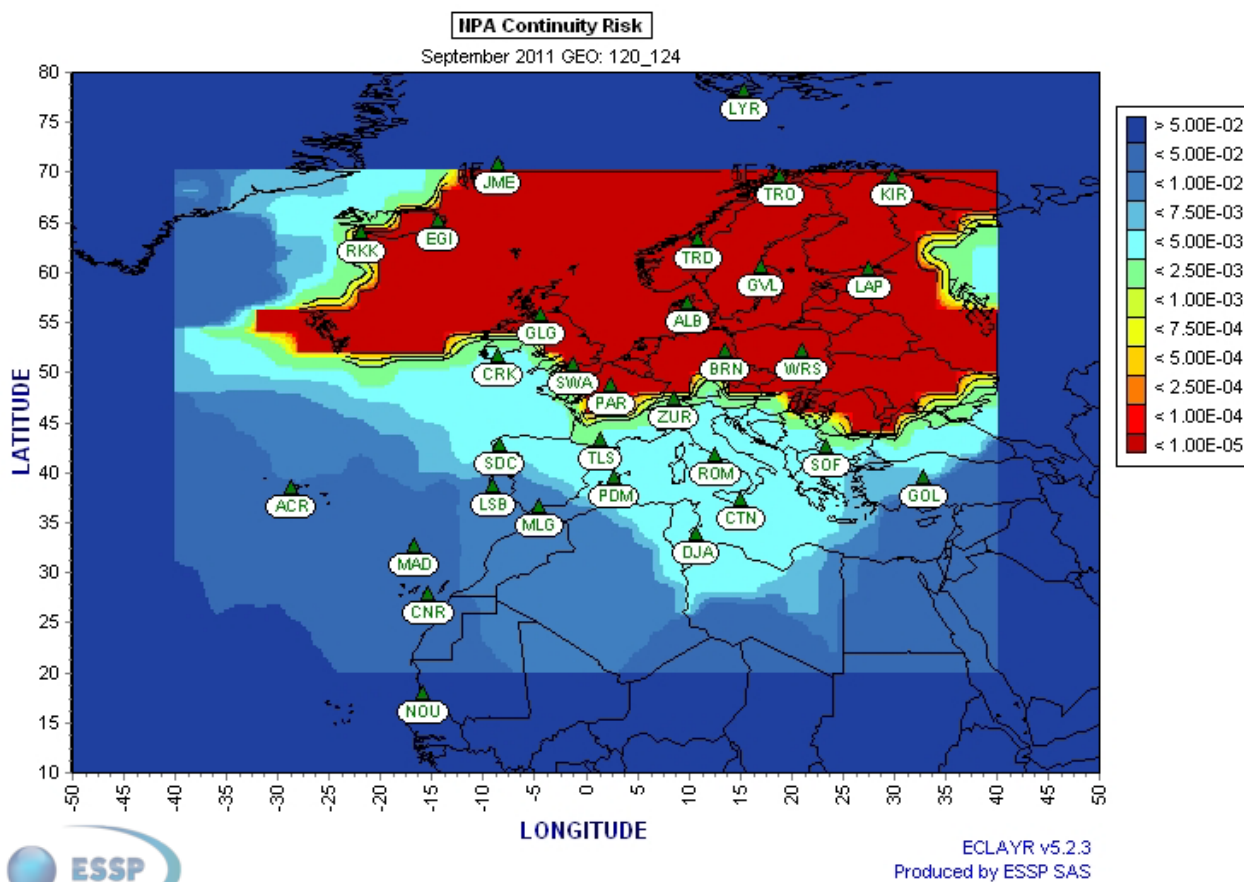 NPA Continuity Risk
September 2011 GEO: 120_124
80
75
70
65
60
55
50
45
40
35
30
25
20
15
10
LATITUDE
LYR
JME
TRO
KIR
EGI
RKK
TRD
GVL
LAP
ALB
GLG
CRK
SWA
BRN
WRS
PAR
ZUR
SDC
TLS
ROM
SOF
ACR
LSB
PDM
GOL
MLG
CTN
MAD
DJA
CNR
NOU
> 5.00E-02
< 5.00E-02
< 1.00E-02
< 7.50E-03
< 5.00E-03
< 2.50E-03
< 1.00E-03
< 7.50E-04
< 5.00E-04
< 2.50E-04
< 1.00E-04
< 1.00E-05
-50 -45 -40 -35 -30 -25 -20 -15 -10 -5 0 5 10 15 20 25 30 35 40 45 50
LONGITUDE
ESSP
ECLAYR v5.2.3
Produced by ESSP SAS